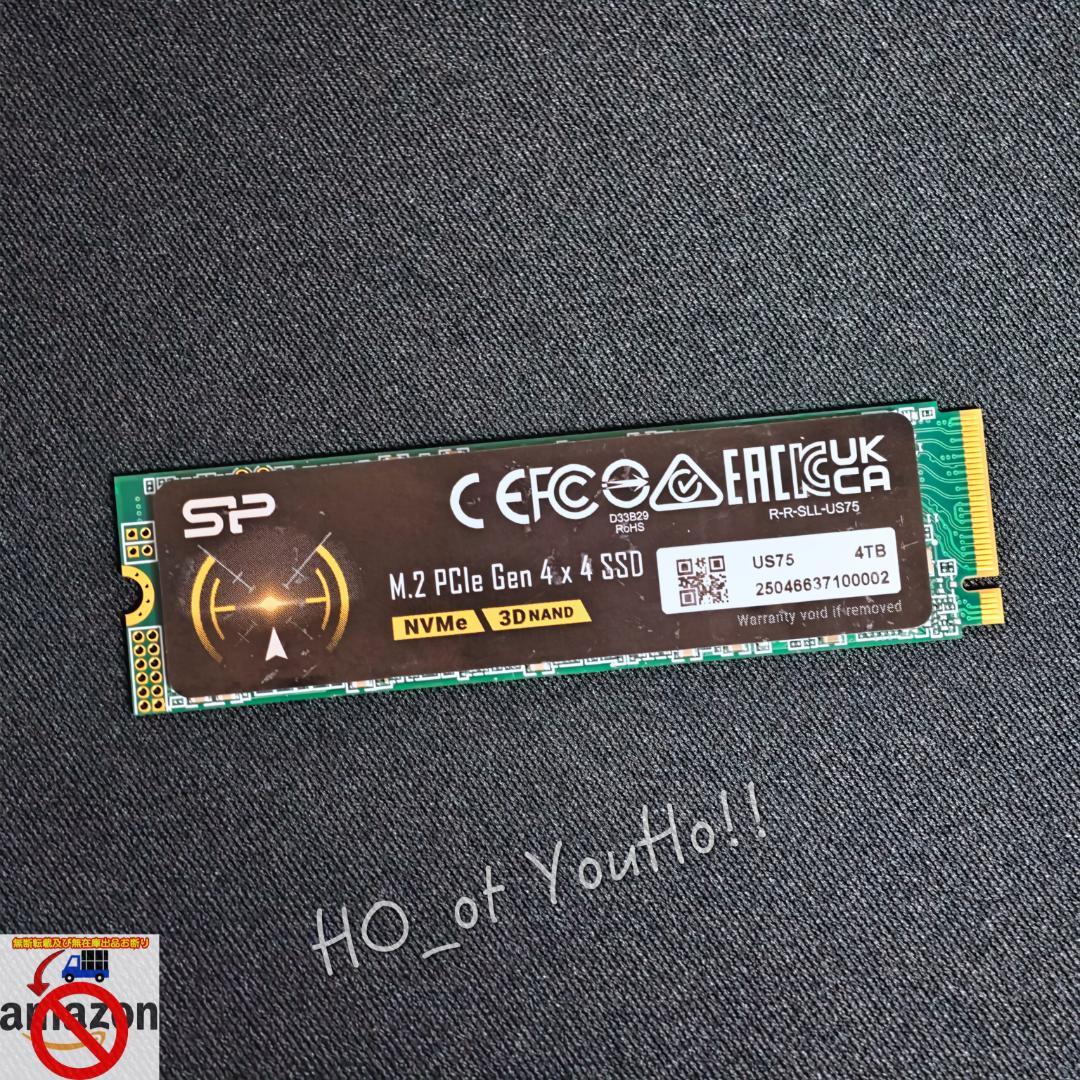 SP
CE FC EAC KC UK
CA
D33B29
RoHS
R-R-SLL-US75
M.2 PCIe Gen 4 x 4 SSD
NVMe 3D NAND
US75 4TB
25046637100002
Warranty void if removed
HO_ot YouHo!!
無断転載及び無在庫出品お断り
amazon